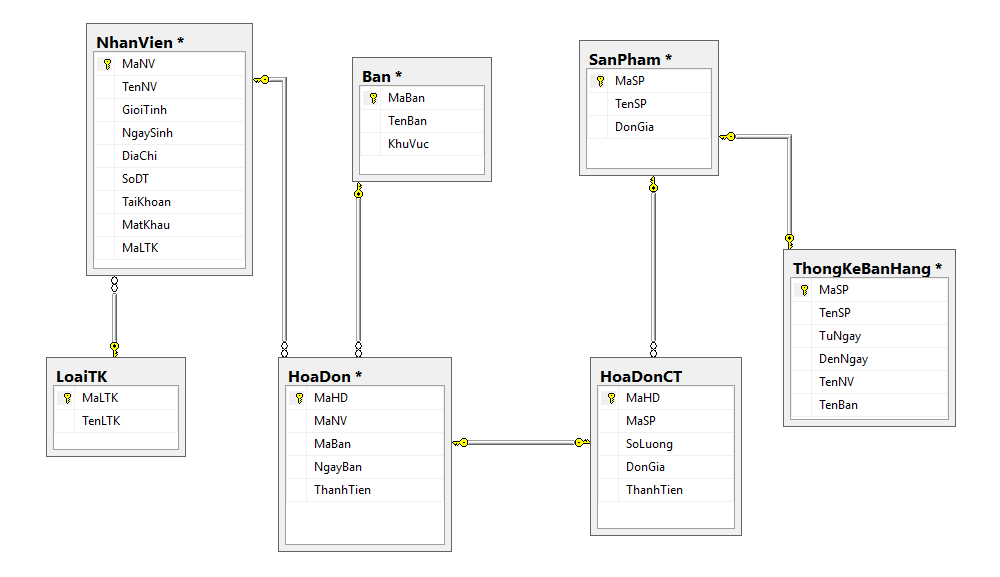 NhanVien *
MaNV
TenNV
GioiTinh
NgaySinh
DiaChi
SoDT
TaiKhoan
MatKhau
MaLTK
Ban *
MaBan
TenBan
KhuVuc
SanPham *
MaSP
TenSP
DonGia
ThongKeBanHang *
MaSP
TenSP
TuNgay
DenNgay
TenNV
TenBan
LoaiTK
MaLTK
TenLTK
HoaDon *
MaHD
MaNV
MaBan
NgayBan
ThanhTien
HoaDonCT
MaHD
MaSP
SoLuong
DonGia
ThanhTien